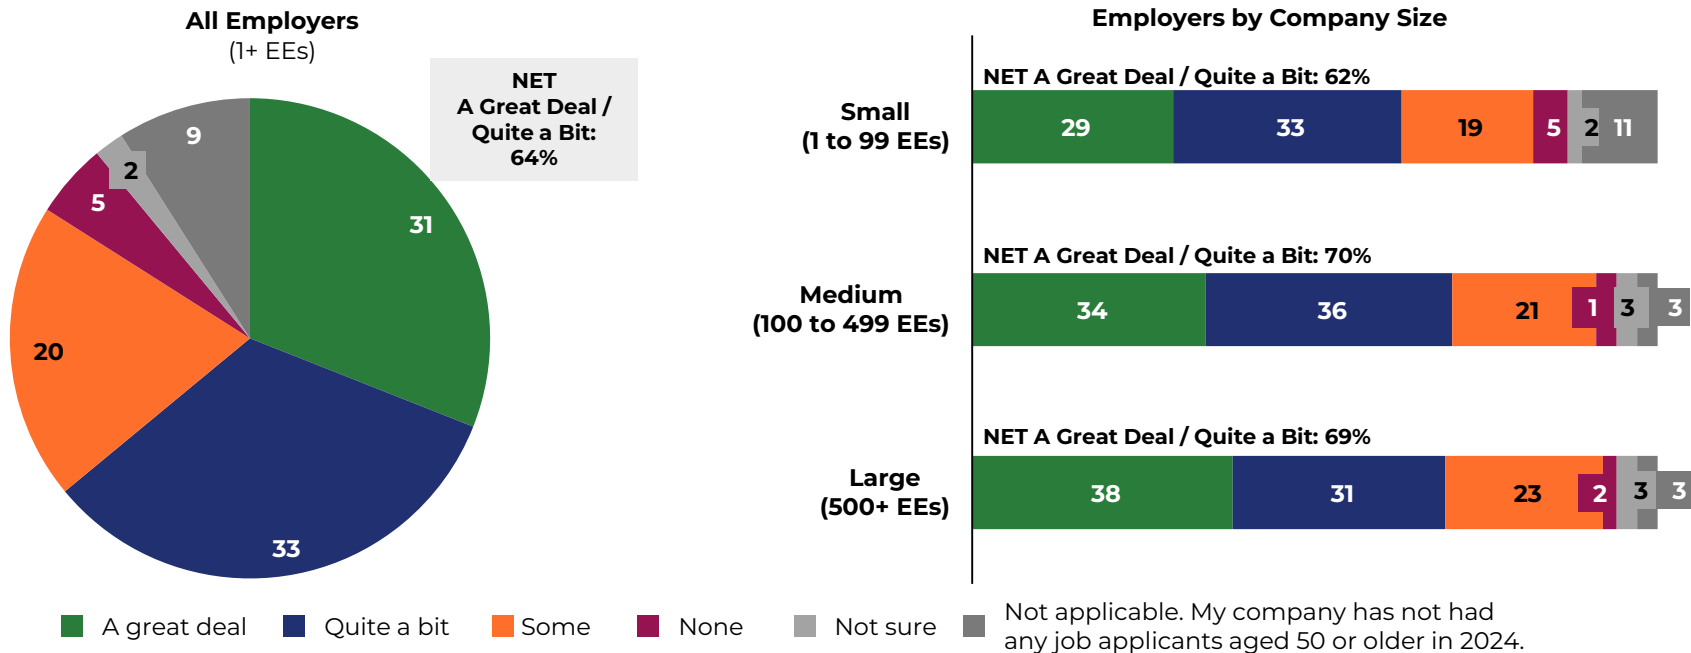 All Employers
(1+ EEs)
NET
A Great Deal /
Quite a Bit:
64%
9
2
5
31
20
33
Employers by Company Size
NET A Great Deal / Quite a Bit: 62%
Small
(1 to 99 EEs)
29 33 19 5 2 11
NET A Great Deal / Quite a Bit: 70%
Medium
(100 to 499 EEs)
34 36 21 1 3 3
NET A Great Deal / Quite a Bit: 69%
Large
(500+ EEs)
38 31 23 2 3 3
A great deal Quite a bit Some None Not sure Not applicable. My company has not had
any job applicants aged 50 or older in 2024.